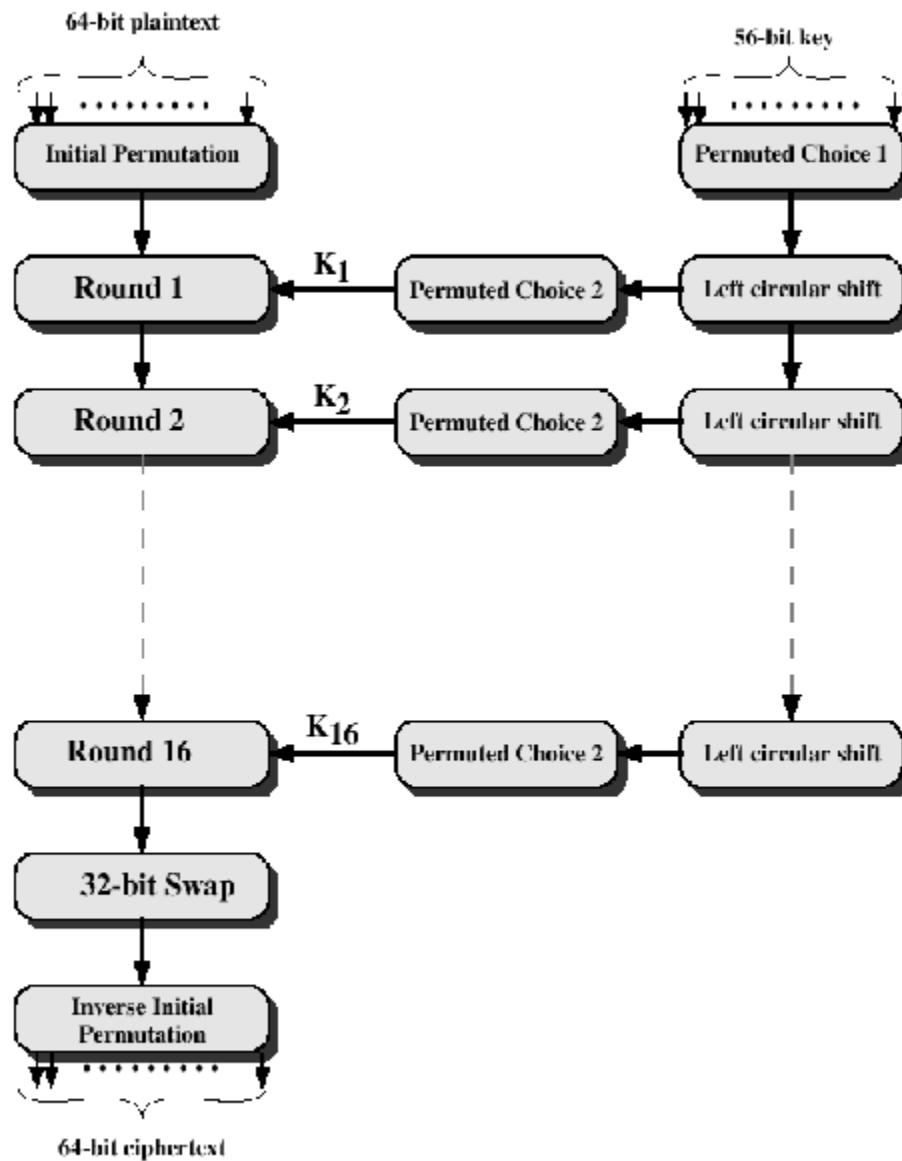 64-bit plaintext
56-bit key
Initial Permutation
Permuted Choice 1
Round 1
K1
Permuted Choice 2
Left circular shift
Round 2
K2
Permuted Choice 2
Left circular shift
Round 16
K16
Permuted Choice 2
Left circular shift
32-bit Swap
Inverse Initial
Permutation
64-bit ciphertext